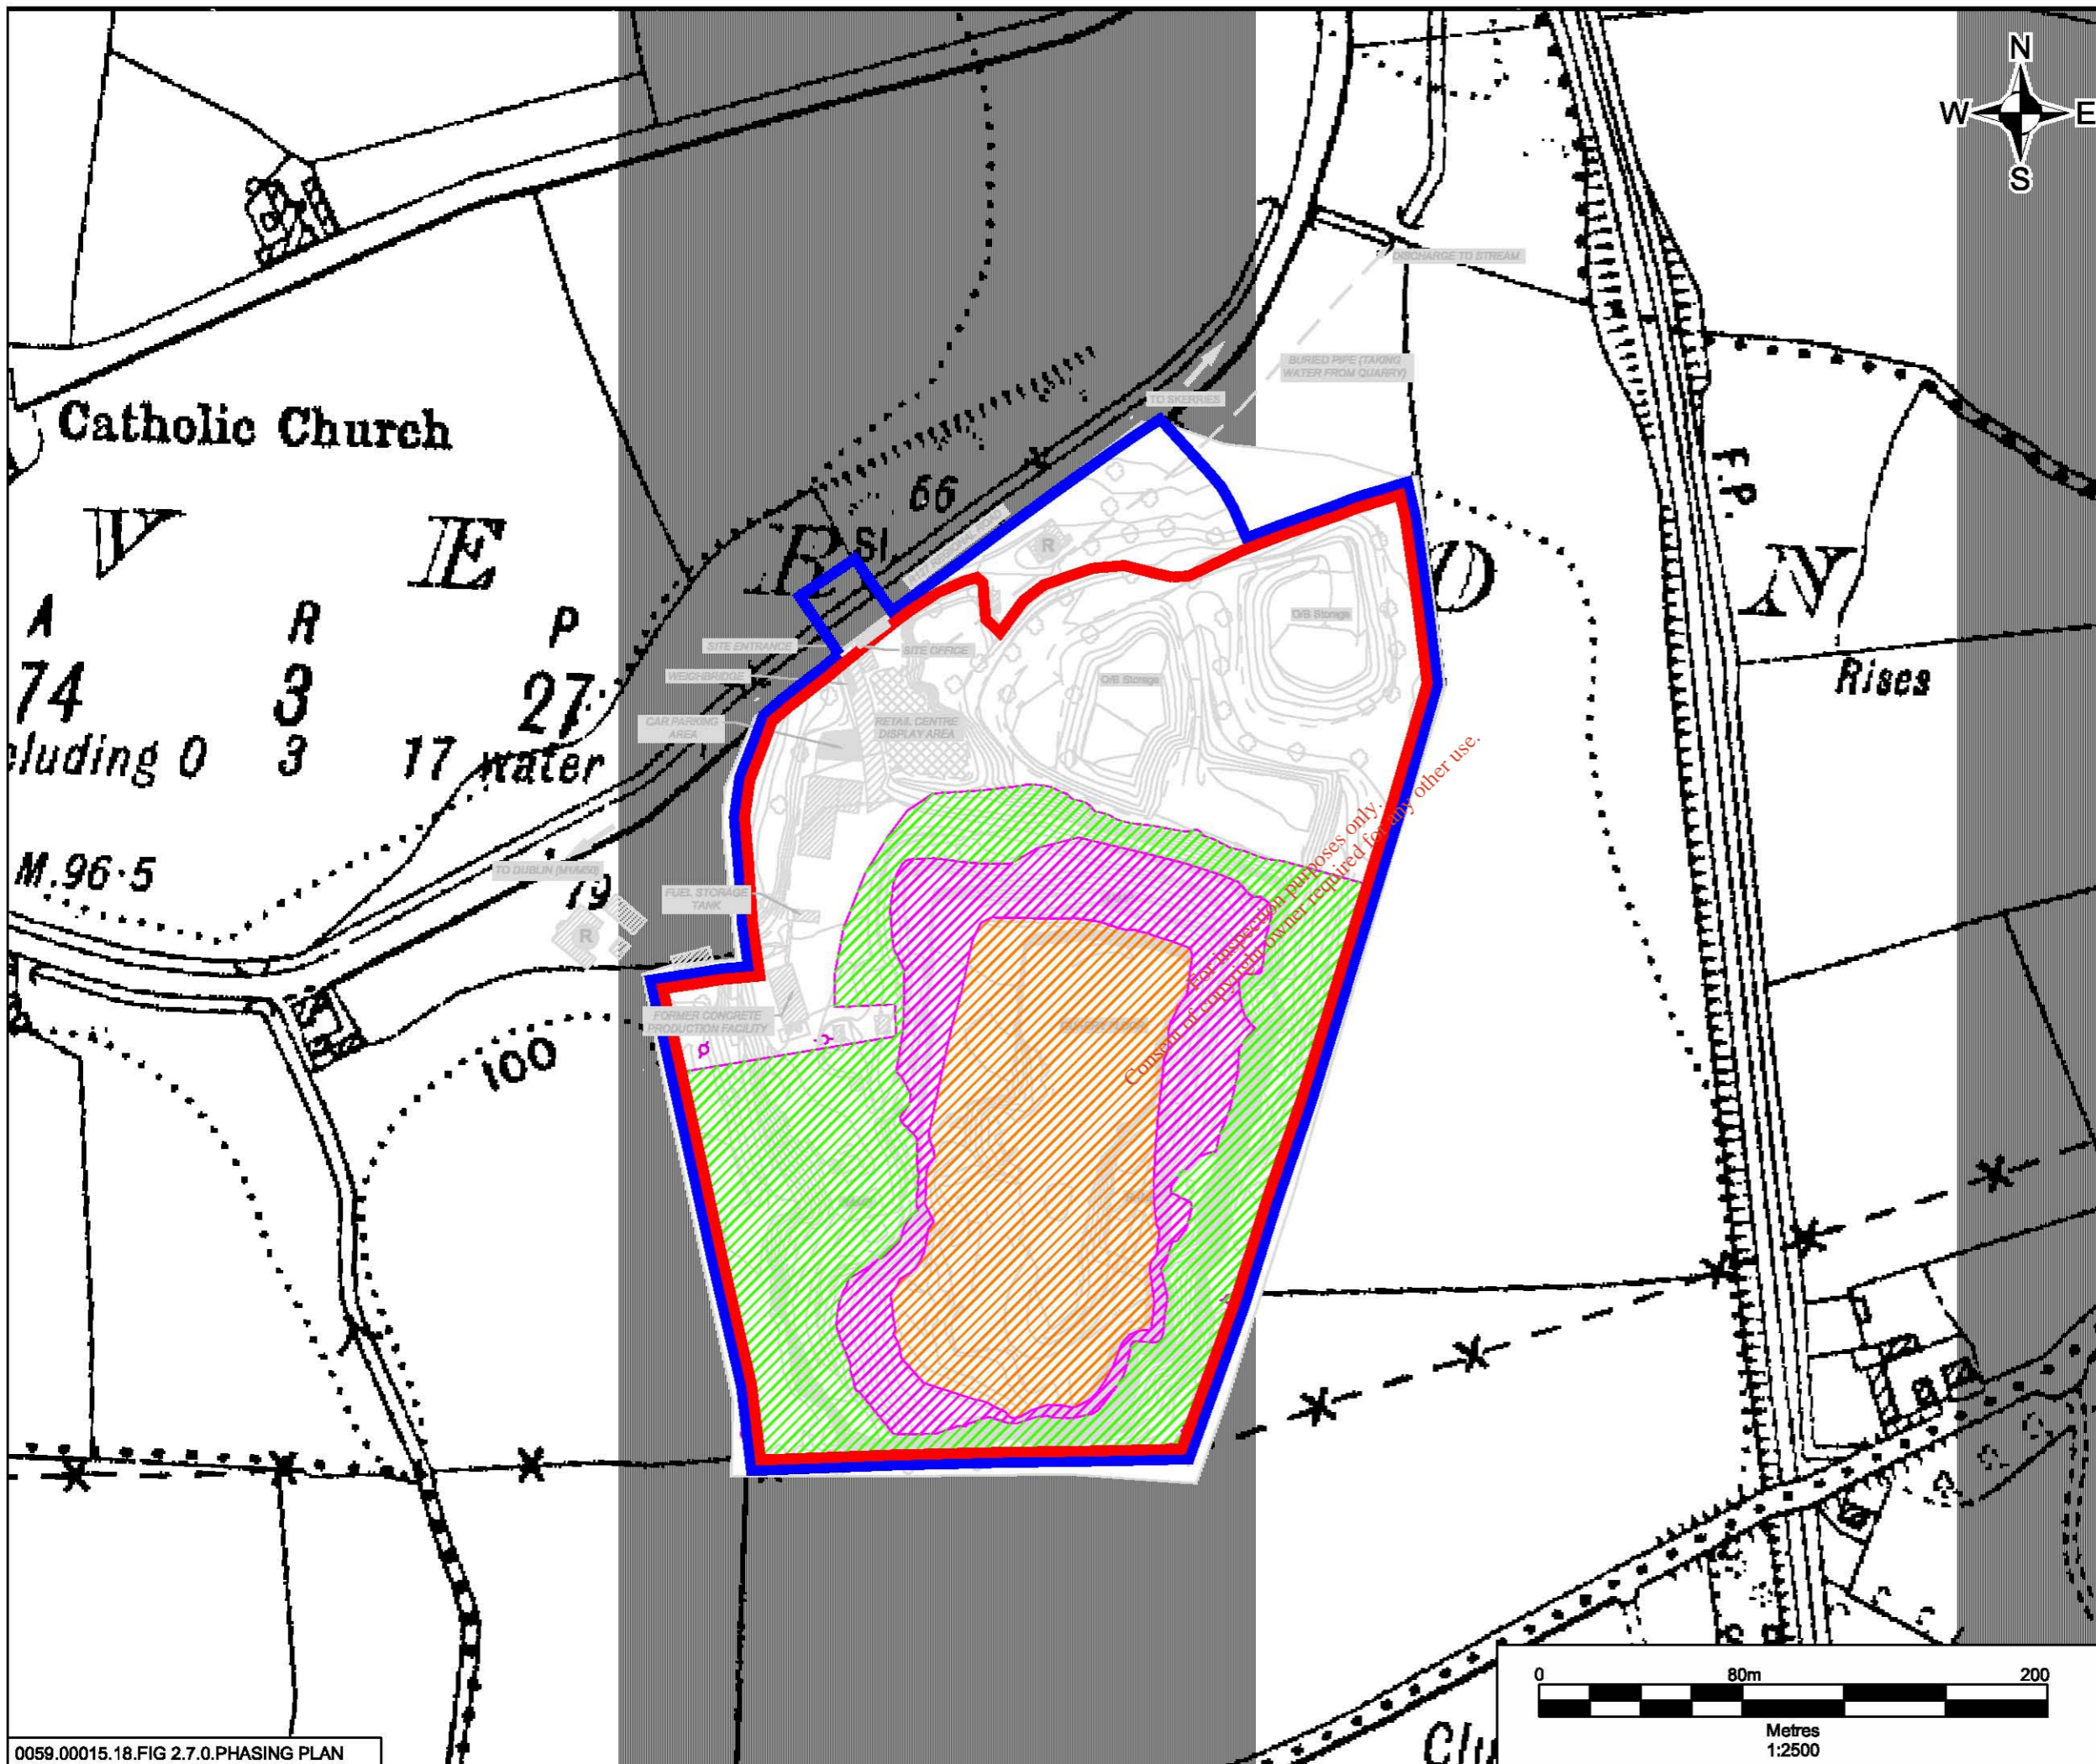 N
W E
S
DISCHARGE TO STREAM
BURIED PIPE (TAKING
WATER FROM QUARRY)
TO SKERRIES
Catholic Church
66
F.P.
V E R O N
SI
R
A R P
74 3 27
cluding 0 3 17 water
O/B Storage
O/B Storage
SITE ENTRANCE
SITE OFFICE
WEIGHBRIDGE
Rises
CAR PARKING
AREA
RETAIL CENTRE
DISPLAY AREA
M.96·5
TO DUBLIN (M1/M50)
79
FUEL STORAGE
TANK
R
For inspection purposes only.
Consent of copyright owner required for any other use.
FORMER CONCRETE
PRODUCTION FACILITY
100
0 80m 200
Metres
1:2500
Clu
0059.00015.18.FIG 2.7.0.PHASING PLAN